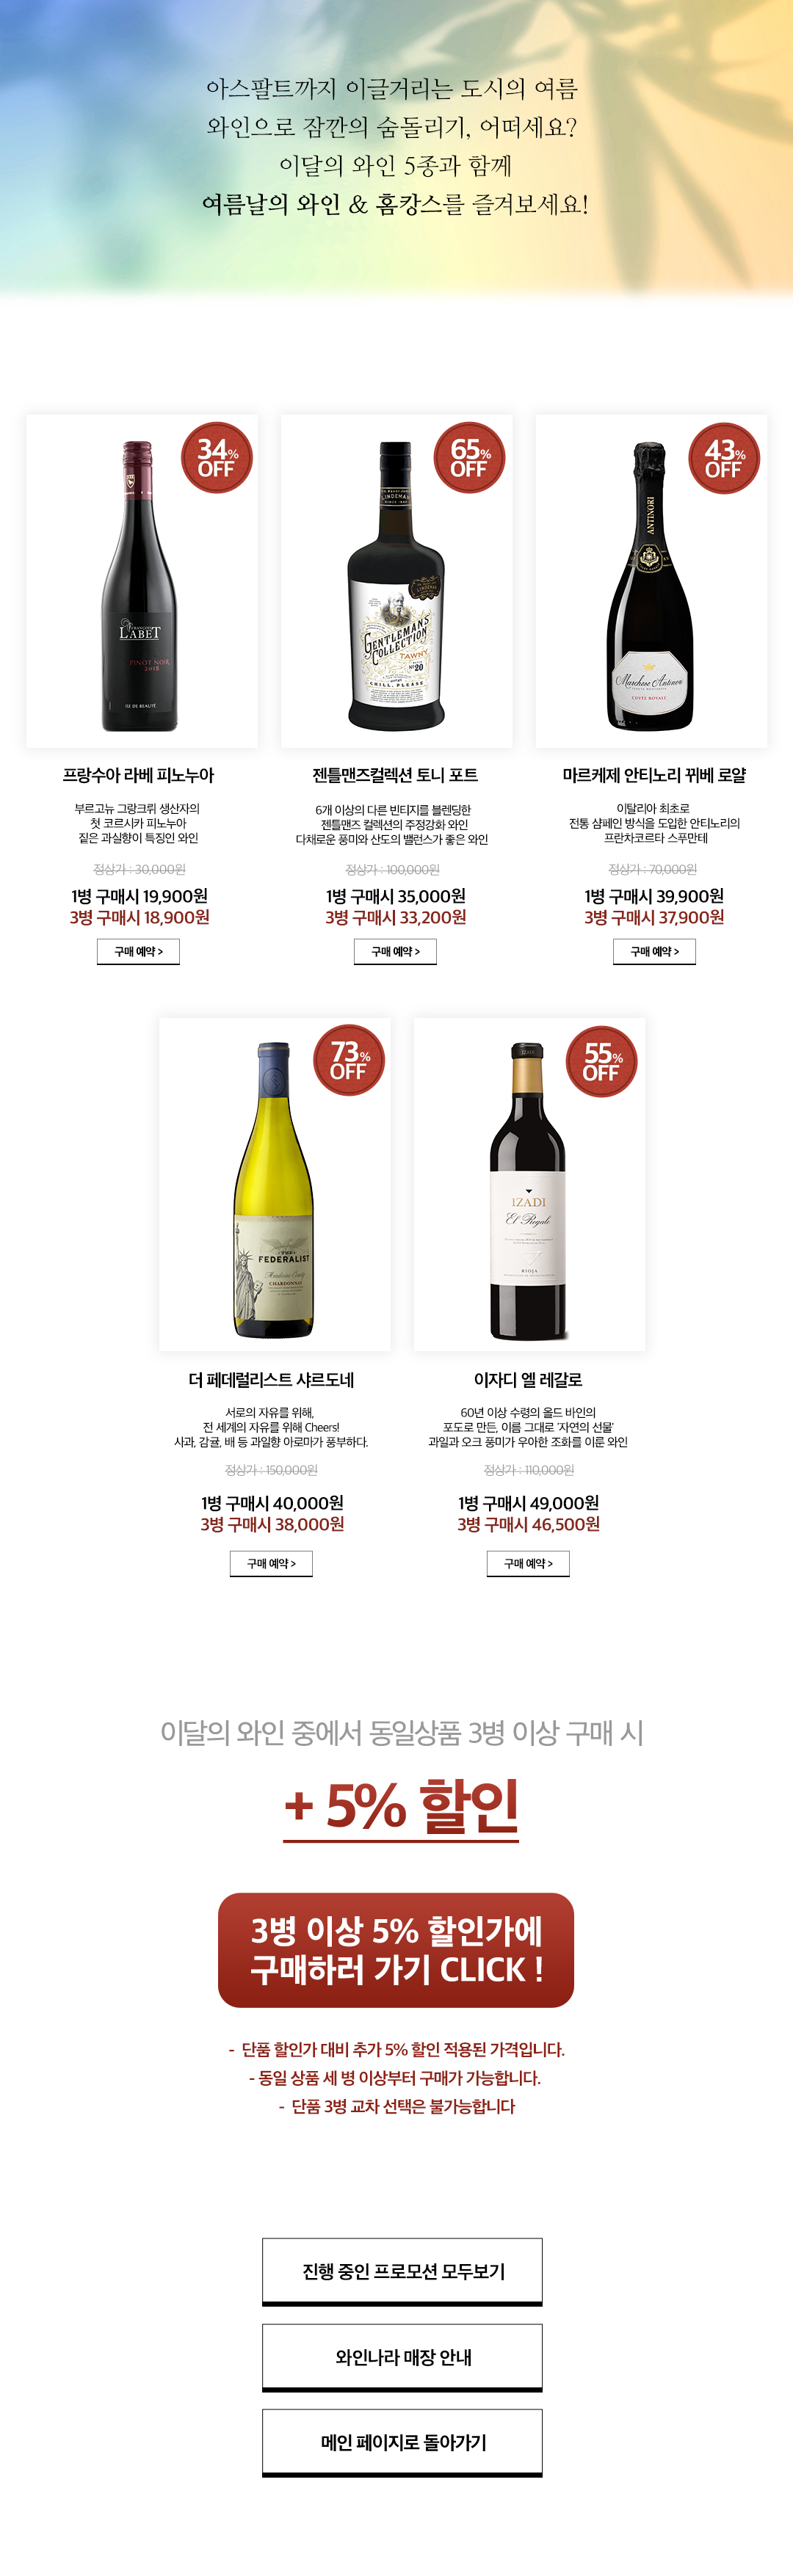 아스팔트까지 이글거리는 도시의 여름
와인으로 잠깐의 숨돌리기, 어떠세요?
이달의 와인 5종과 함께
여름날의 와인 & 홈캉스를 즐겨보세요!
34%
OFF
FRANÇOIS
LABET
PINOT NOIR
2018
ILE DE BEAUTÉ
65%
OFF
LINDEMAN
GENTLEMAN'S
COLLECTION
TAWNY
Nº 20
CHILL, PLEASE
43%
OFF
ANTINORI
Marchese Antinori
CUVÉE ROYALE
프랑수아 라베 피노누아
부르고뉴 그랑크뤼 생산자의
첫 코르시카 피노누아
짙은 과실향이 특징인 와인
정상가 : 30,000원
1병 구매시 19,900원
3병 구매시 18,900원
구매 예약 >
젠틀맨즈컬렉션 토니 포트
6개 이상의 다른 빈티지를 블렌딩한
젠틀맨즈 컬렉션의 주정강화 와인
다채로운 풍미와 산도의 밸런스가 좋은 와인
정상가 : 100,000원
1병 구매시 35,000원
3병 구매시 33,200원
구매 예약 >
마르케제 안티노리 뀌베 로얄
이탈리아 최초로
전통 샴페인 방식을 도입한 안티노리의
프란차코르타 스푸만테
정상가 : 70,000원
1병 구매시 39,900원
3병 구매시 37,900원
구매 예약 >
73%
OFF
THE
FEDERALIST
Mendocino County
CHARDONNAY
55%
OFF
IZADI
IZADI
El Regalo
RIOJA
더 페데럴리스트 샤르도네
서로의 자유를 위해,
전 세계의 자유를 위해 Cheers!
사과, 감귤, 배 등 과일향 아로마가 풍부하다.
정상가 : 150,000원
1병 구매시 40,000원
3병 구매시 38,000원
구매 예약 >
이자디 엘 레갈로
60년 이상 수령의 올드 바인의
포도로 만든, 이름 그대로 '자연의 선물'
과일과 오크 풍미가 우아한 조화를 이룬 와인
정상가 : 110,000원
1병 구매시 49,000원
3병 구매시 46,500원
구매 예약 >
이달의 와인 중에서 동일상품 3병 이상 구매 시
+ 5% 할인
3병 이상 5% 할인가에
구매하러 가기 CLICK !
- 단품 할인가 대비 추가 5% 할인 적용된 가격입니다.
- 동일 상품 세 병 이상부터 구매가 가능합니다.
- 단품 3병 교차 선택은 불가능합니다
진행 중인 프로모션 모두보기
와인나라 매장 안내
메인 페이지로 돌아가기